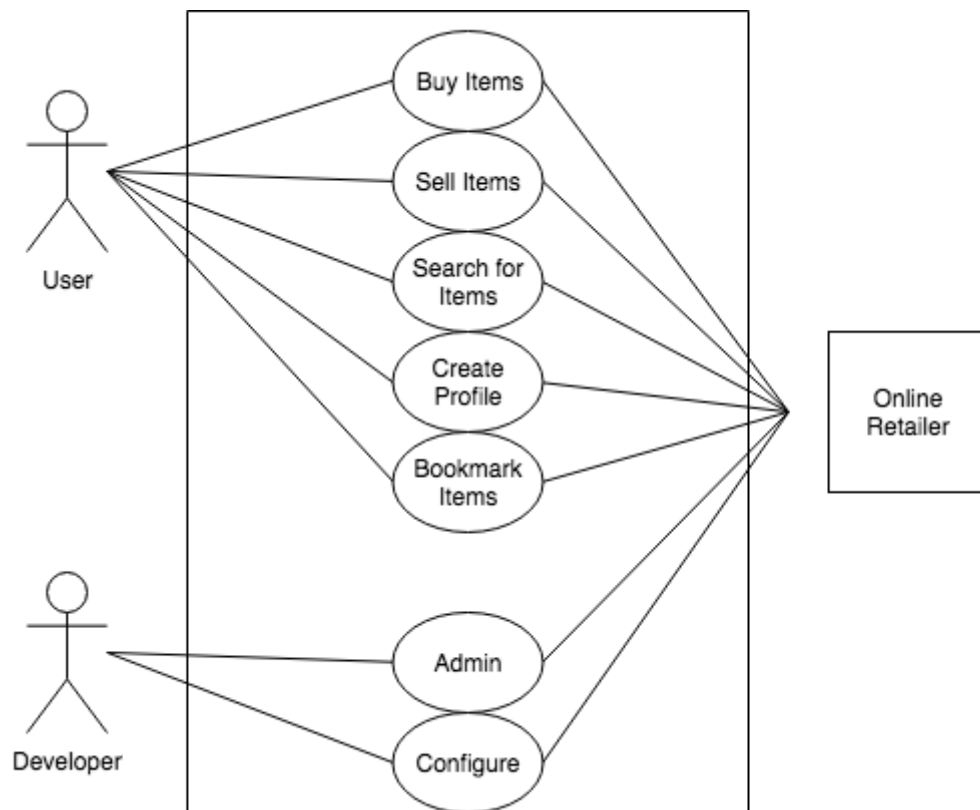 Buy Items
Sell Items
User
Search for
Items
Create
Profile
Online
Retailer
Bookmark
Items
Admin
Developer
Configure